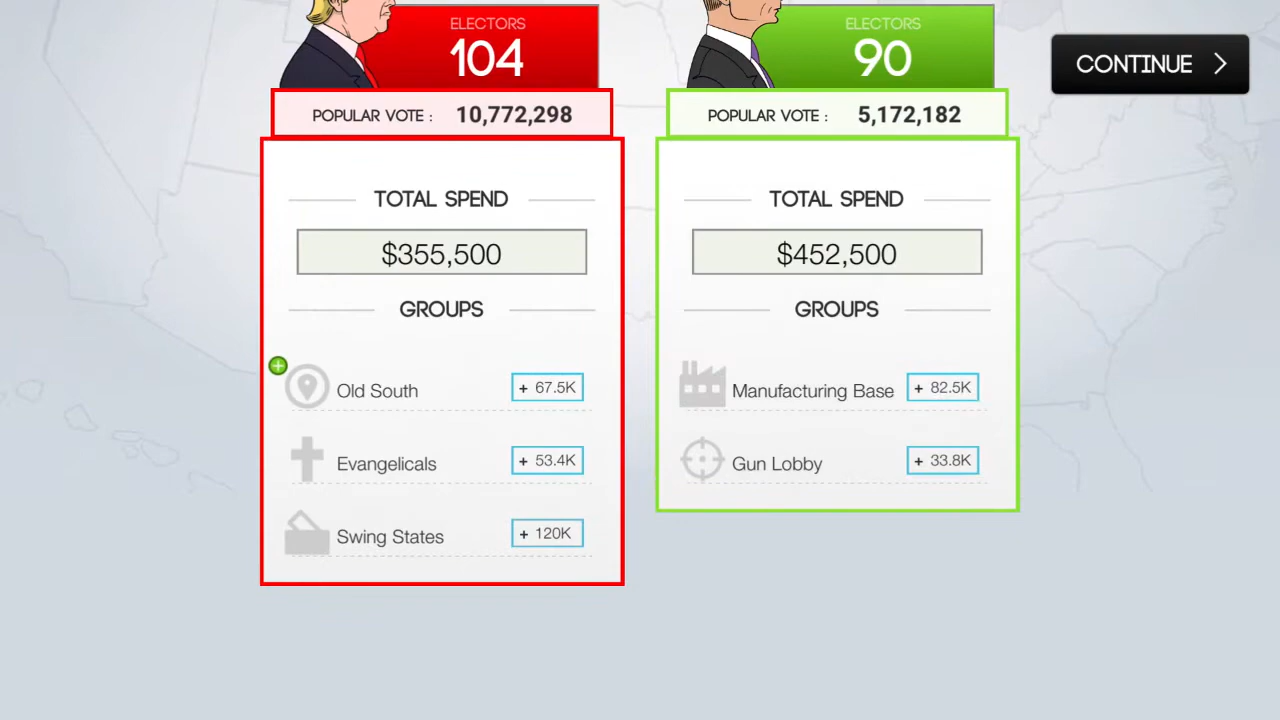 ELECTORS
104
POPULAR VOTE : 10,772,298
TOTAL SPEND
$355,500
GROUPS
Old South + 67.5K
Evangelicals + 53.4K
Swing States + 120K
ELECTORS
90
POPULAR VOTE : 5,172,182
TOTAL SPEND
$452,500
GROUPS
Manufacturing Base + 82.5K
Gun Lobby + 33.8K
CONTINUE